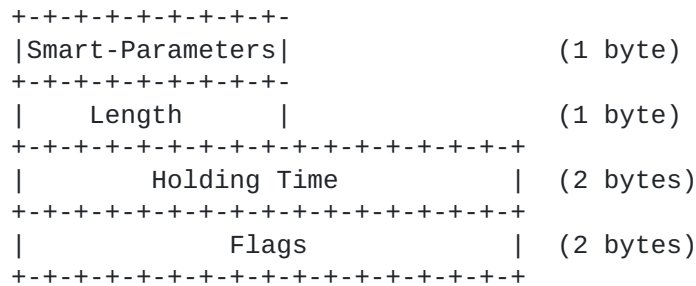 +-+-+-+-+-+-+-+-+-
|Smart-Parameters|                 (1 byte)
+-+-+-+-+-+-+-+-+-
|    Length      |                 (1 byte)
+-+-+-+-+-+-+-+-+-+-+-+-+-+-+-+-+
|        Holding Time            |  (2 bytes)
+-+-+-+-+-+-+-+-+-+-+-+-+-+-+-+-+
|             Flags              |  (2 bytes)
+-+-+-+-+-+-+-+-+-+-+-+-+-+-+-+-+